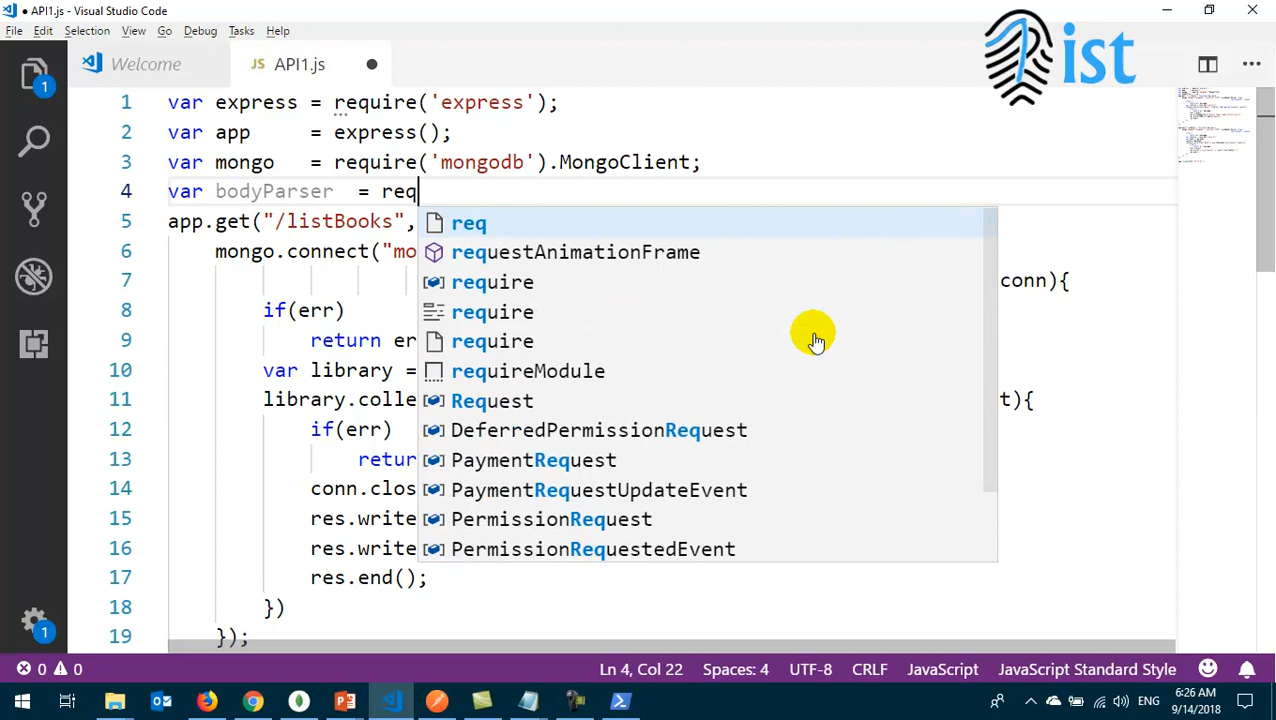 ● API1.js - Visual Studio Code
File Edit Selection View Go Debug Tasks Help
ist
Welcome
JS API1.js
1 var express = require('express');
2 var app = express();
3 var mongo = require('mongodb').MongoClient;
4 var bodyParser = req
5 app.get("/listBooks",
6 mongo.connect("mo
7 conn){
8 if(err)
9 return er
10 var library =
11 library.colle t){
12 if(err)
13 retur
14 conn.clos
15 res.write
16 res.write
17 res.end();
18 })
19 });
req
requestAnimationFrame
require
require
require
requireModule
Request
DeferredPermissionRequest
PaymentRequest
PaymentRequestUpdateEvent
PermissionRequest
PermissionRequestedEvent
1
1
0 0 Ln 4, Col 22 Spaces: 4 UTF-8 CRLF JavaScript JavaScript Standard Style
ENG
6:26 AM
9/14/2018